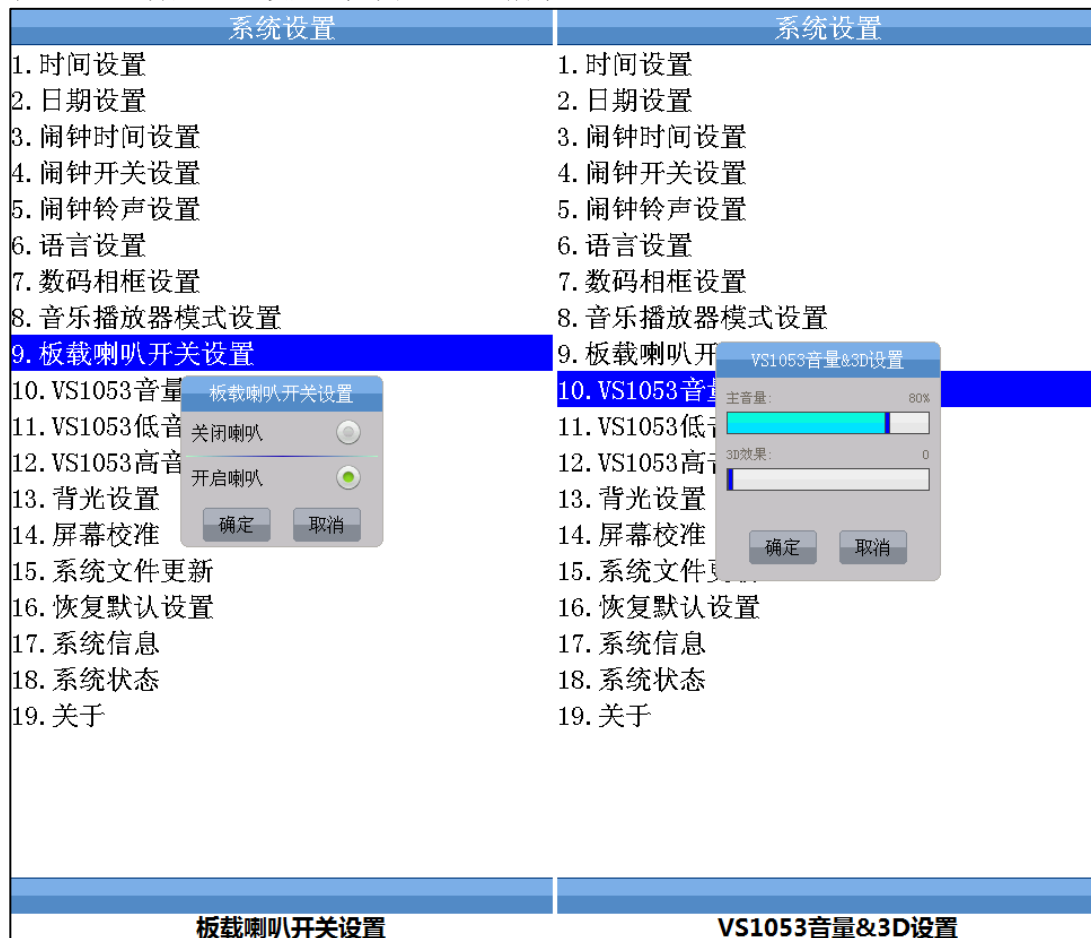 系统设置
1.时间设置
2.日期设置
3.闹钟时间设置
4.闹钟开关设置
5.闹钟铃声设置
6.语言设置
7.数码相框设置
8.音乐播放器模式设置
9.板载喇叭开关设置
10.VS1053音量
11.VS1053低音
12.VS1053高音
13.背光设置
14.屏幕校准
15.系统文件更新
16.恢复默认设置
17.系统信息
18.系统状态
19.关于
板载喇叭开关设置
关闭喇叭
开启喇叭
确定 取消
板载喇叭开关设置
系统设置
1.时间设置
2.日期设置
3.闹钟时间设置
4.闹钟开关设置
5.闹钟铃声设置
6.语言设置
7.数码相框设置
8.音乐播放器模式设置
9.板载喇叭开
10.VS1053音量
11.VS1053低
12.VS1053高
13.背光设置
14.屏幕校准
15.系统文件
16.恢复默认设置
17.系统信息
18.系统状态
19.关于
VS1053音量&3D设置
主音量: 80%
3D效果: 0
确定 取消
VS1053音量&3D设置